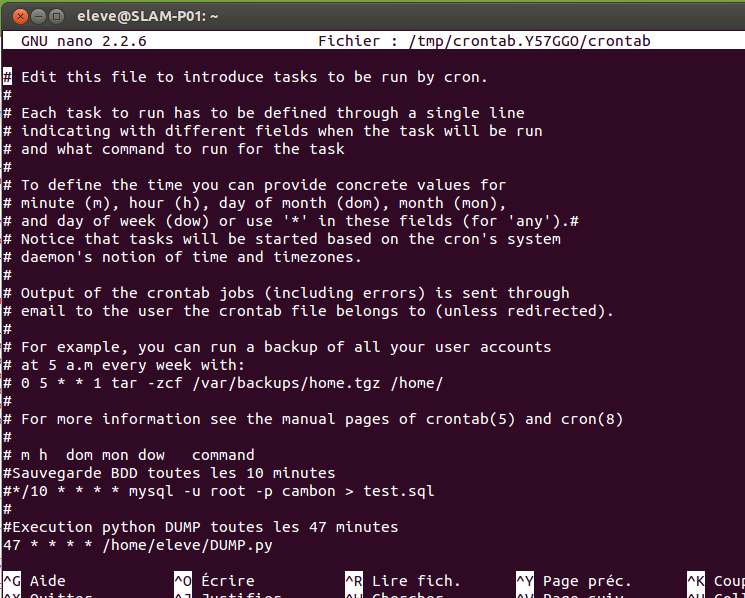 eleve@SLAM-P01: ~
GNU nano 2.2.6 Fichier : /tmp/crontab.Y57GGO/crontab
# Edit this file to introduce tasks to be run by cron.
#
# Each task to run has to be defined through a single line
# indicating with different fields when the task will be run
# and what command to run for the task
#
# To define the time you can provide concrete values for
# minute (m), hour (h), day of month (dom), month (mon),
# and day of week (dow) or use '*' in these fields (for 'any').#
# Notice that tasks will be started based on the cron's system
# daemon's notion of time and timezones.
#
# Output of the crontab jobs (including errors) is sent through
# email to the user the crontab file belongs to (unless redirected).
#
# For example, you can run a backup of all your user accounts
# at 5 a.m every week with:
# 0 5 * * 1 tar -zcf /var/backups/home.tgz /home/
#
# For more information see the manual pages of crontab(5) and cron(8)
#
# m h  dom mon dow   command
#Sauvegarde BDD toutes les 10 minutes
#*/10 * * * * mysql -u root -p cambon > test.sql
#
#Execution python DUMP toutes les 47 minutes
47 * * * * /home/eleve/DUMP.py
^G Aide ^O Écrire ^R Lire fich. ^Y Page préc. ^K Coup
^X Quitter ^J Justifier ^W Chercher ^V Page suiv.